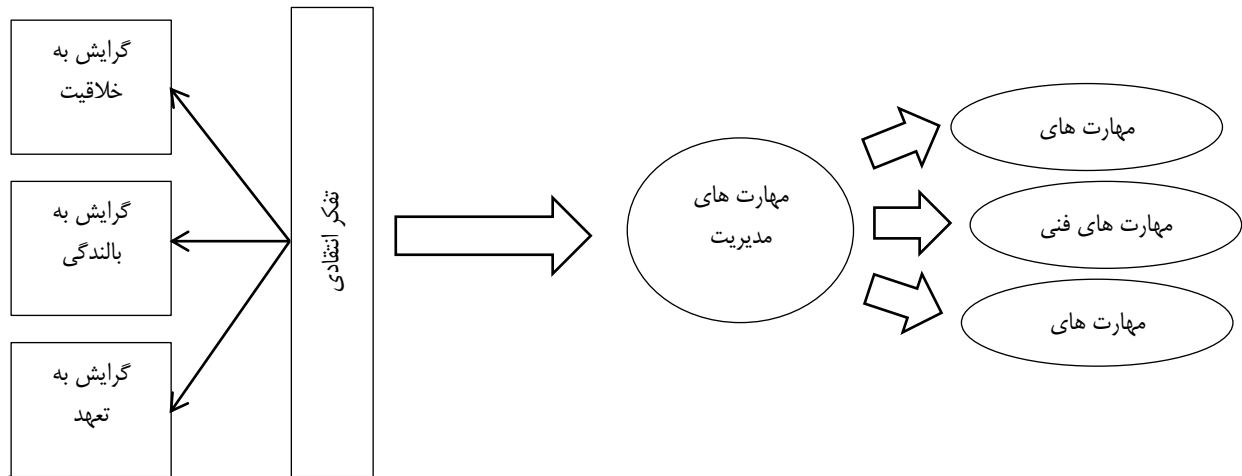 گرایش به
خلاقیت
گرایش به
بالندگی
گرایش به
تعهد
تفکر انتقادی
مهارت های
مدیریت
مهارت های
مهارت های فنی
مهارت های